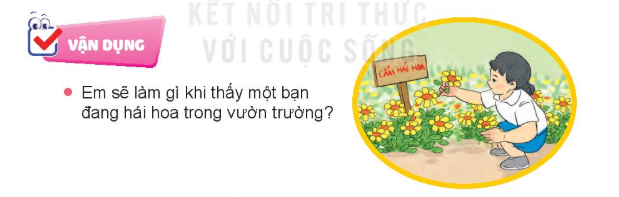 KẾT NỐI TRI THỨC
VỚI CUỘC SỐNG
VẬN DỤNG
CẤM HÁI HOA
Em sẽ làm gì khi thấy một bạn
đang hái hoa trong vườn trường?